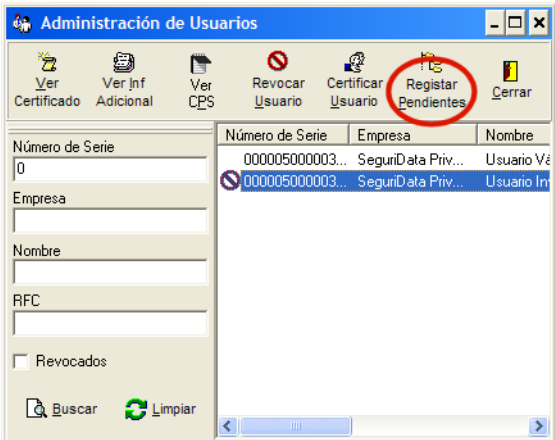 Administración de Usuarios
Ver Certificado
Ver Inf Adicional
Ver CPS
Revocar Usuario
Certificar Usuario
Registar Pendientes
Cerrar
Número de Serie
0
Empresa
Nombre
RFC
Revocados
Buscar Limpiar
Número de Serie Empresa Nombre
000005000003... SeguriData Priv... Usuario Vá
000005000003... SeguriData Priv... Usuario In